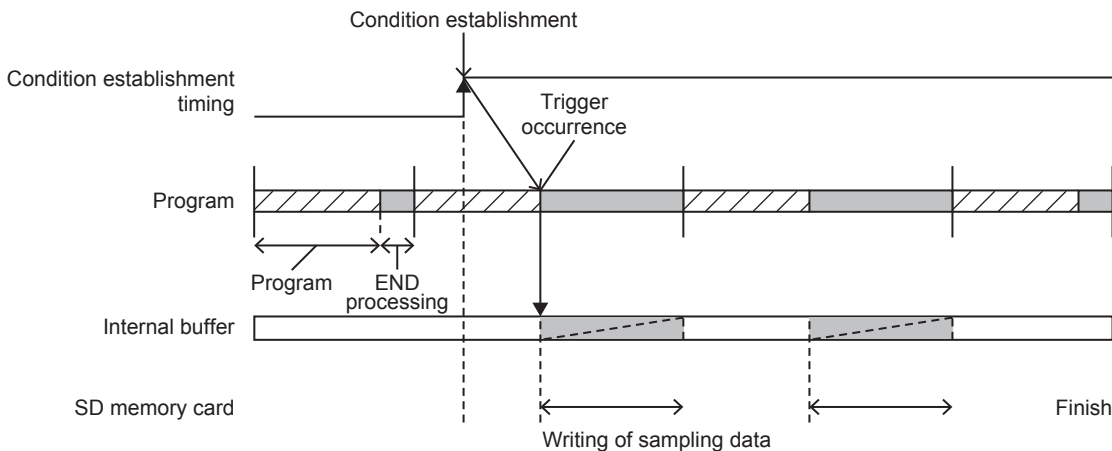 Condition establishment
Condition establishment
timing
Trigger
occurrence
Program
Program
END
processing
Internal buffer
SD memory card
Finish
Writing of sampling data